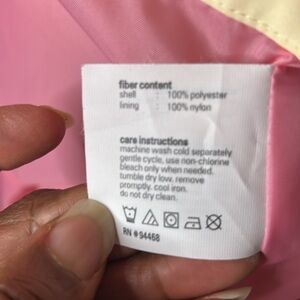 fiber content
shell : 100% polyester
lining : 100% nylon
care instructions
machine wash cold separately
gentle cycle, use non-chlorine
bleach only when needed.
tumble dry low, remove
promptly. cool iron.
do not dry clean.
RN # 94468